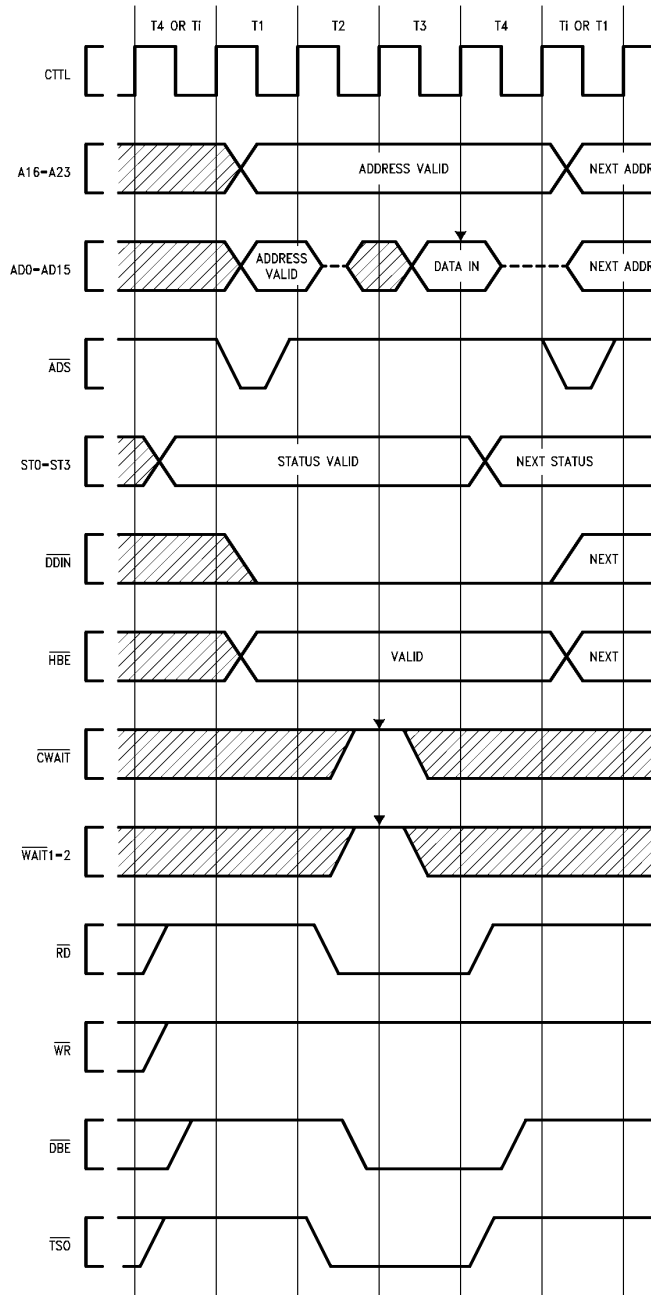 T4 OR Ti T1 T2 T3 T4 Ti OR T1
CTTL
A16-A23 ADDRESS VALID NEXT ADDR
AD0-AD15 ADDRESS VALID DATA IN NEXT ADDR
ADS
ST0-ST3 STATUS VALID NEXT STATUS
DDIN NEXT
HBE VALID NEXT
CWAIT
WAIT1-2
RD
WR
DBE
TSO